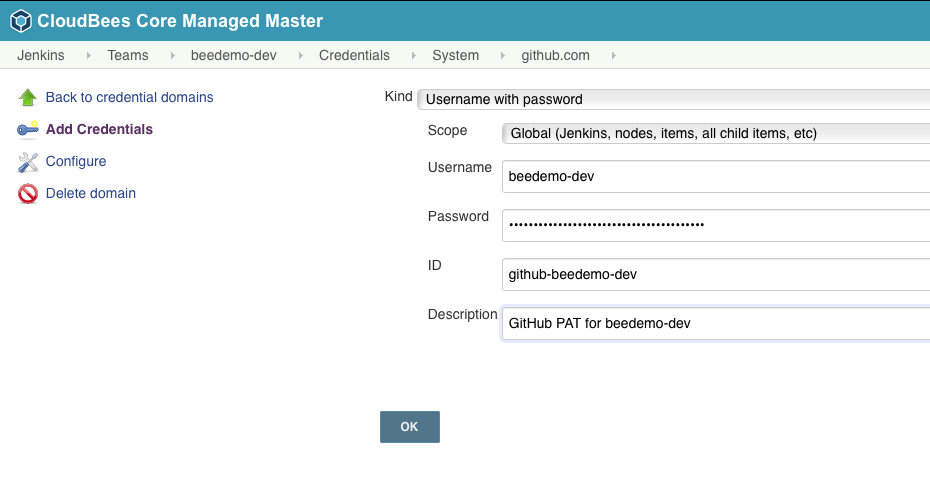 CloudBees Core Managed Master
Jenkins Teams beedemo-dev Credentials System github.com
Back to credential domains
Add Credentials
Configure
Delete domain
Kind Username with password
Scope Global (Jenkins, nodes, items, all child items, etc)
Username beedemo-dev
Password ••••••••••••••••••••••••••••••••••••••••
ID github-beedemo-dev
Description GitHub PAT for beedemo-dev
OK